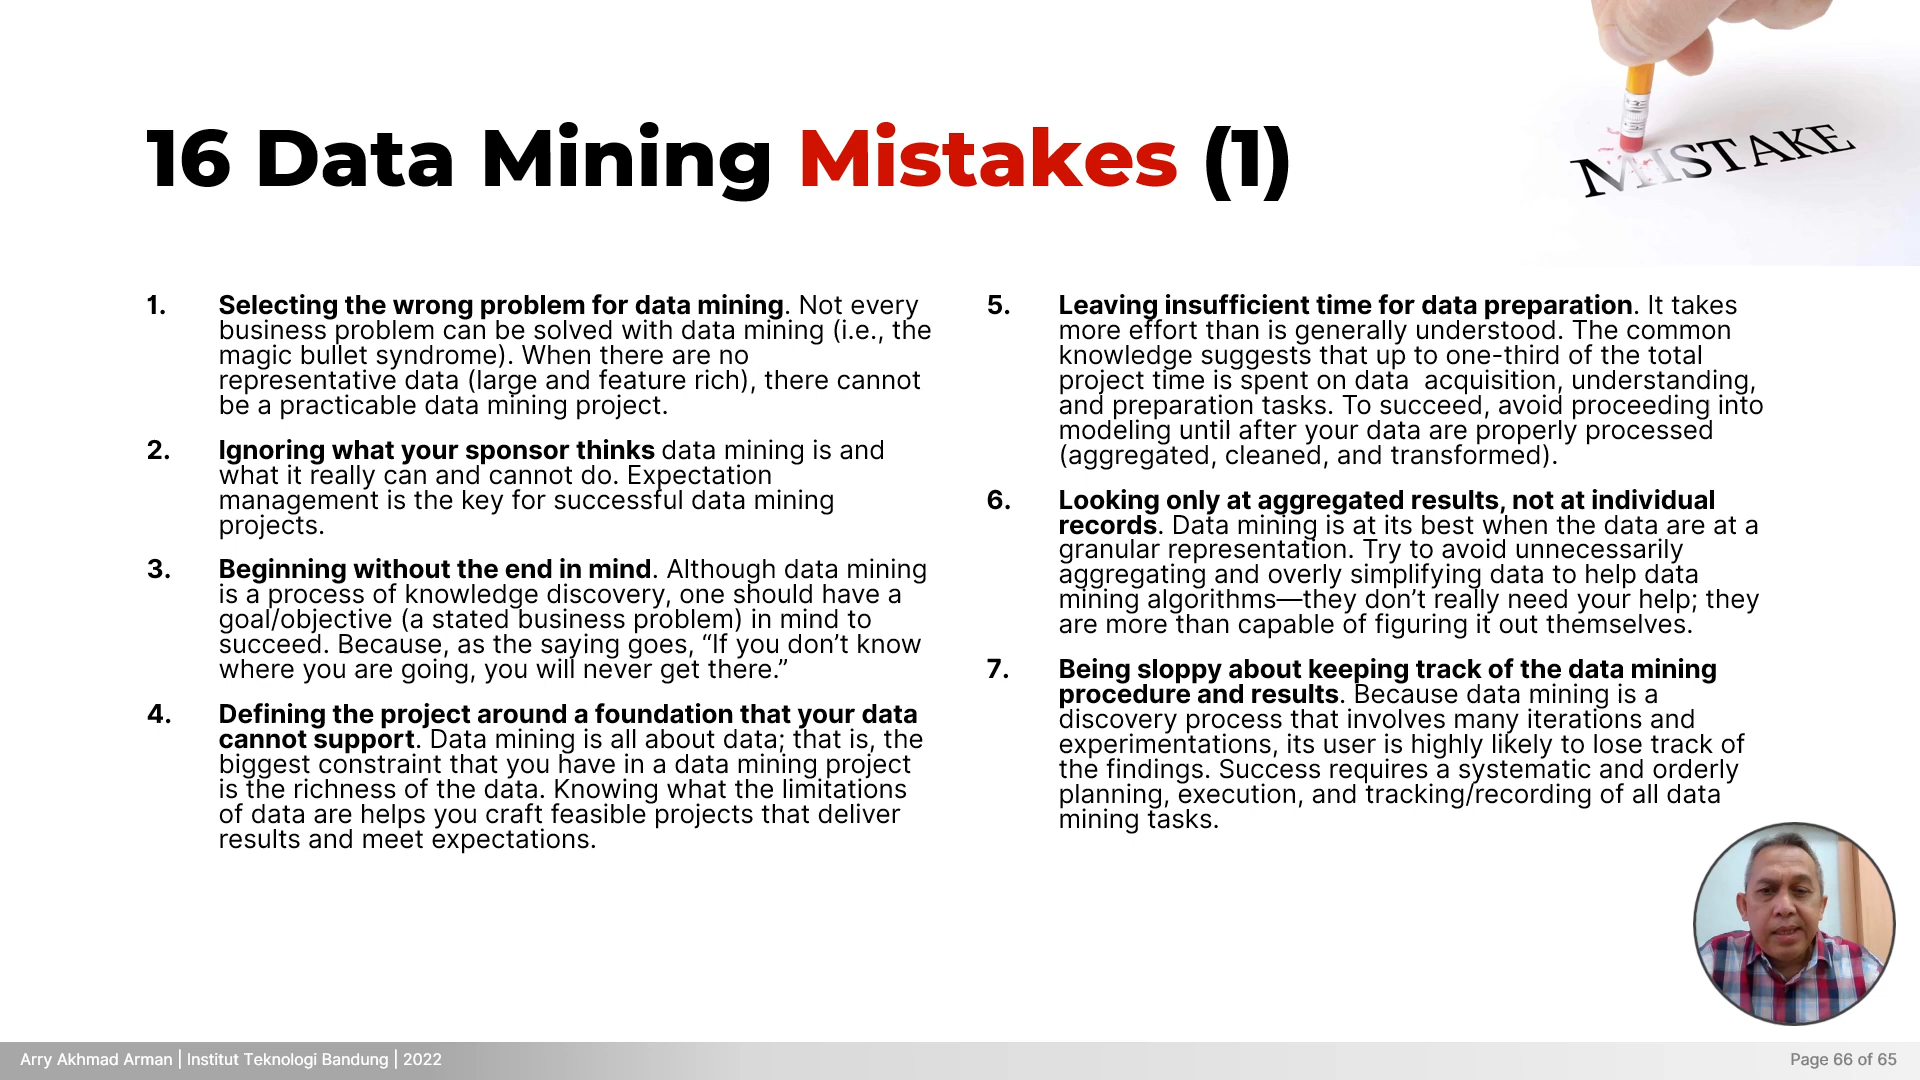 16 Data Mining Mistakes (1)
MISTAKE
1. Selecting the wrong problem for data mining. Not every
business problem can be solved with data mining (i.e., the
magic bullet syndrome). When there are no
representative data (large and feature rich), there cannot
be a practicable data mining project.
2. Ignoring what your sponsor thinks data mining is and
what it really can and cannot do. Expectation
management is the key for successful data mining
projects.
3. Beginning without the end in mind. Although data mining
is a process of knowledge discovery, one should have a
goal/objective (a stated business problem) in mind to
succeed. Because, as the saying goes, “If you don’t know
where you are going, you will never get there.”
4. Defining the project around a foundation that your data
cannot support. Data mining is all about data; that is, the
biggest constraint that you have in a data mining project
is the richness of the data. Knowing what the limitations
of data are helps you craft feasible projects that deliver
results and meet expectations.
5. Leaving insufficient time for data preparation. It takes
more effort than is generally understood. The common
knowledge suggests that up to one-third of the total
project time is spent on data  acquisition, understanding,
and preparation tasks. To succeed, avoid proceeding into
modeling until after your data are properly processed
(aggregated, cleaned, and transformed).
6. Looking only at aggregated results, not at individual
records. Data mining is at its best when the data are at a
granular representation. Try to avoid unnecessarily
aggregating and overly simplifying data to help data
mining algorithms—they don’t really need your help; they
are more than capable of figuring it out themselves.
7. Being sloppy about keeping track of the data mining
procedure and results. Because data mining is a
discovery process that involves many iterations and
experimentations, its user is highly likely to lose track of
the findings. Success requires a systematic and orderly
planning, execution, and tracking/recording of all data
mining tasks.
Arry Akhmad Arman | Institut Teknologi Bandung | 2022
Page 66 of 65